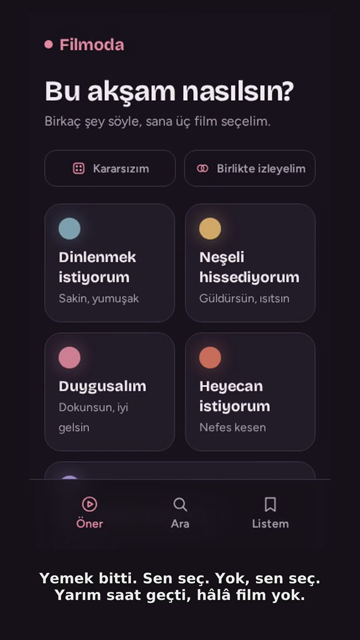 Filmoda
Bu akşam nasılsın?
Birkaç şey söyle, sana üç film seçelim.
Kararsızım
Birlikte izleyelim
Dinlenmek
istiyorum
Sakin, yumuşak
Neşeli
hissediyorum
Güldürsün, ısıtsın
Duygusalım
Dokunsun, iyi
gelsin
Heyecan
istiyorum
Nefes kesen
Öner
Ara
Listem
Yemek bitti. Sen seç. Yok, sen seç.
Yarım saat geçti, hâlâ film yok.